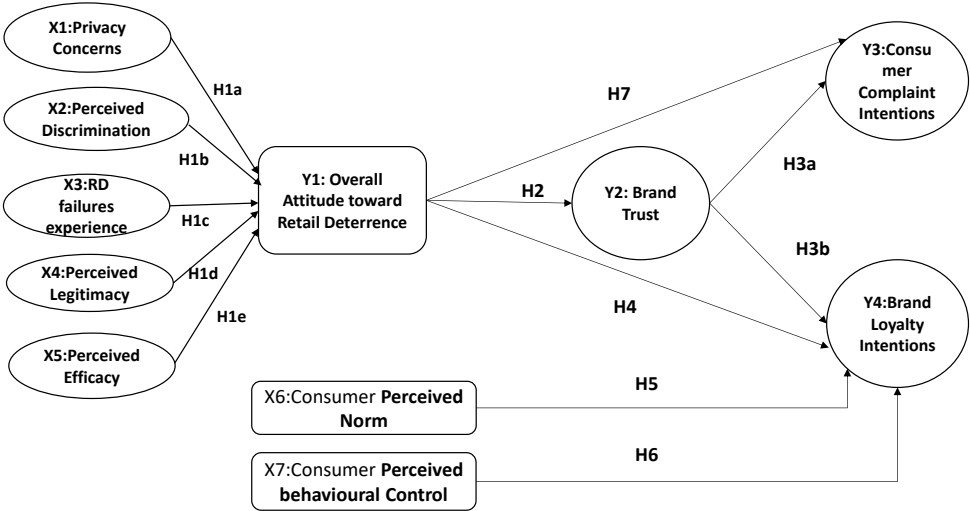 X1:Privacy
Concerns
H1a
X2:Perceived
Discrimination
H1b
X3:RD
failures
experience
H1c
X4:Perceived
Legitimacy
H1d
X5:Perceived
Efficacy
H1e
Y1: Overall
Attitude toward
Retail Deterrence
H7
H2
H4
Y2: Brand
Trust
H3a
H3b
Y3:Consu
mer
Complaint
Intentions
Y4:Brand
Loyalty
Intentions
X6:Consumer Perceived
Norm
H5
X7:Consumer Perceived
behavioural Control
H6